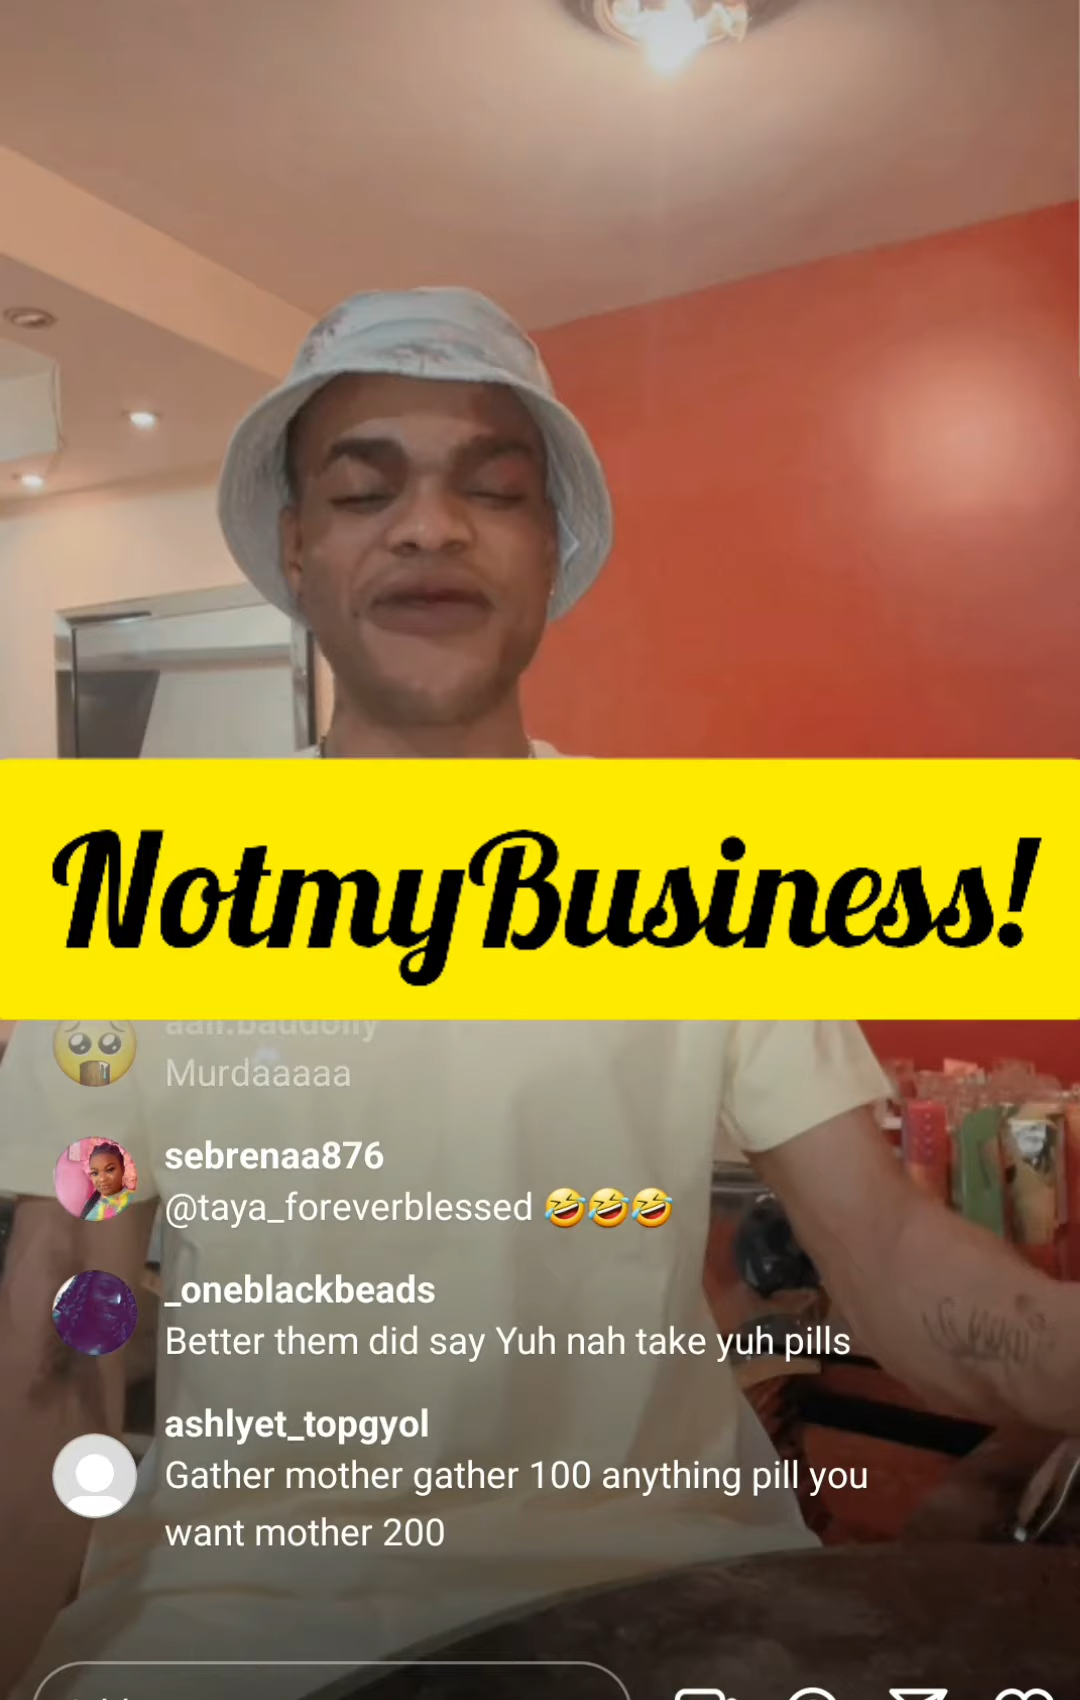 NotmyBusiness!
Murdaaaaa
sebrenaa876
@taya_foreverblessed 🤣🤣🤣
_oneblackbeads
Better them did say Yuh nah take yuh pills
ashlyet_topgyol
Gather mother gather 100 anything pill you
want mother 200